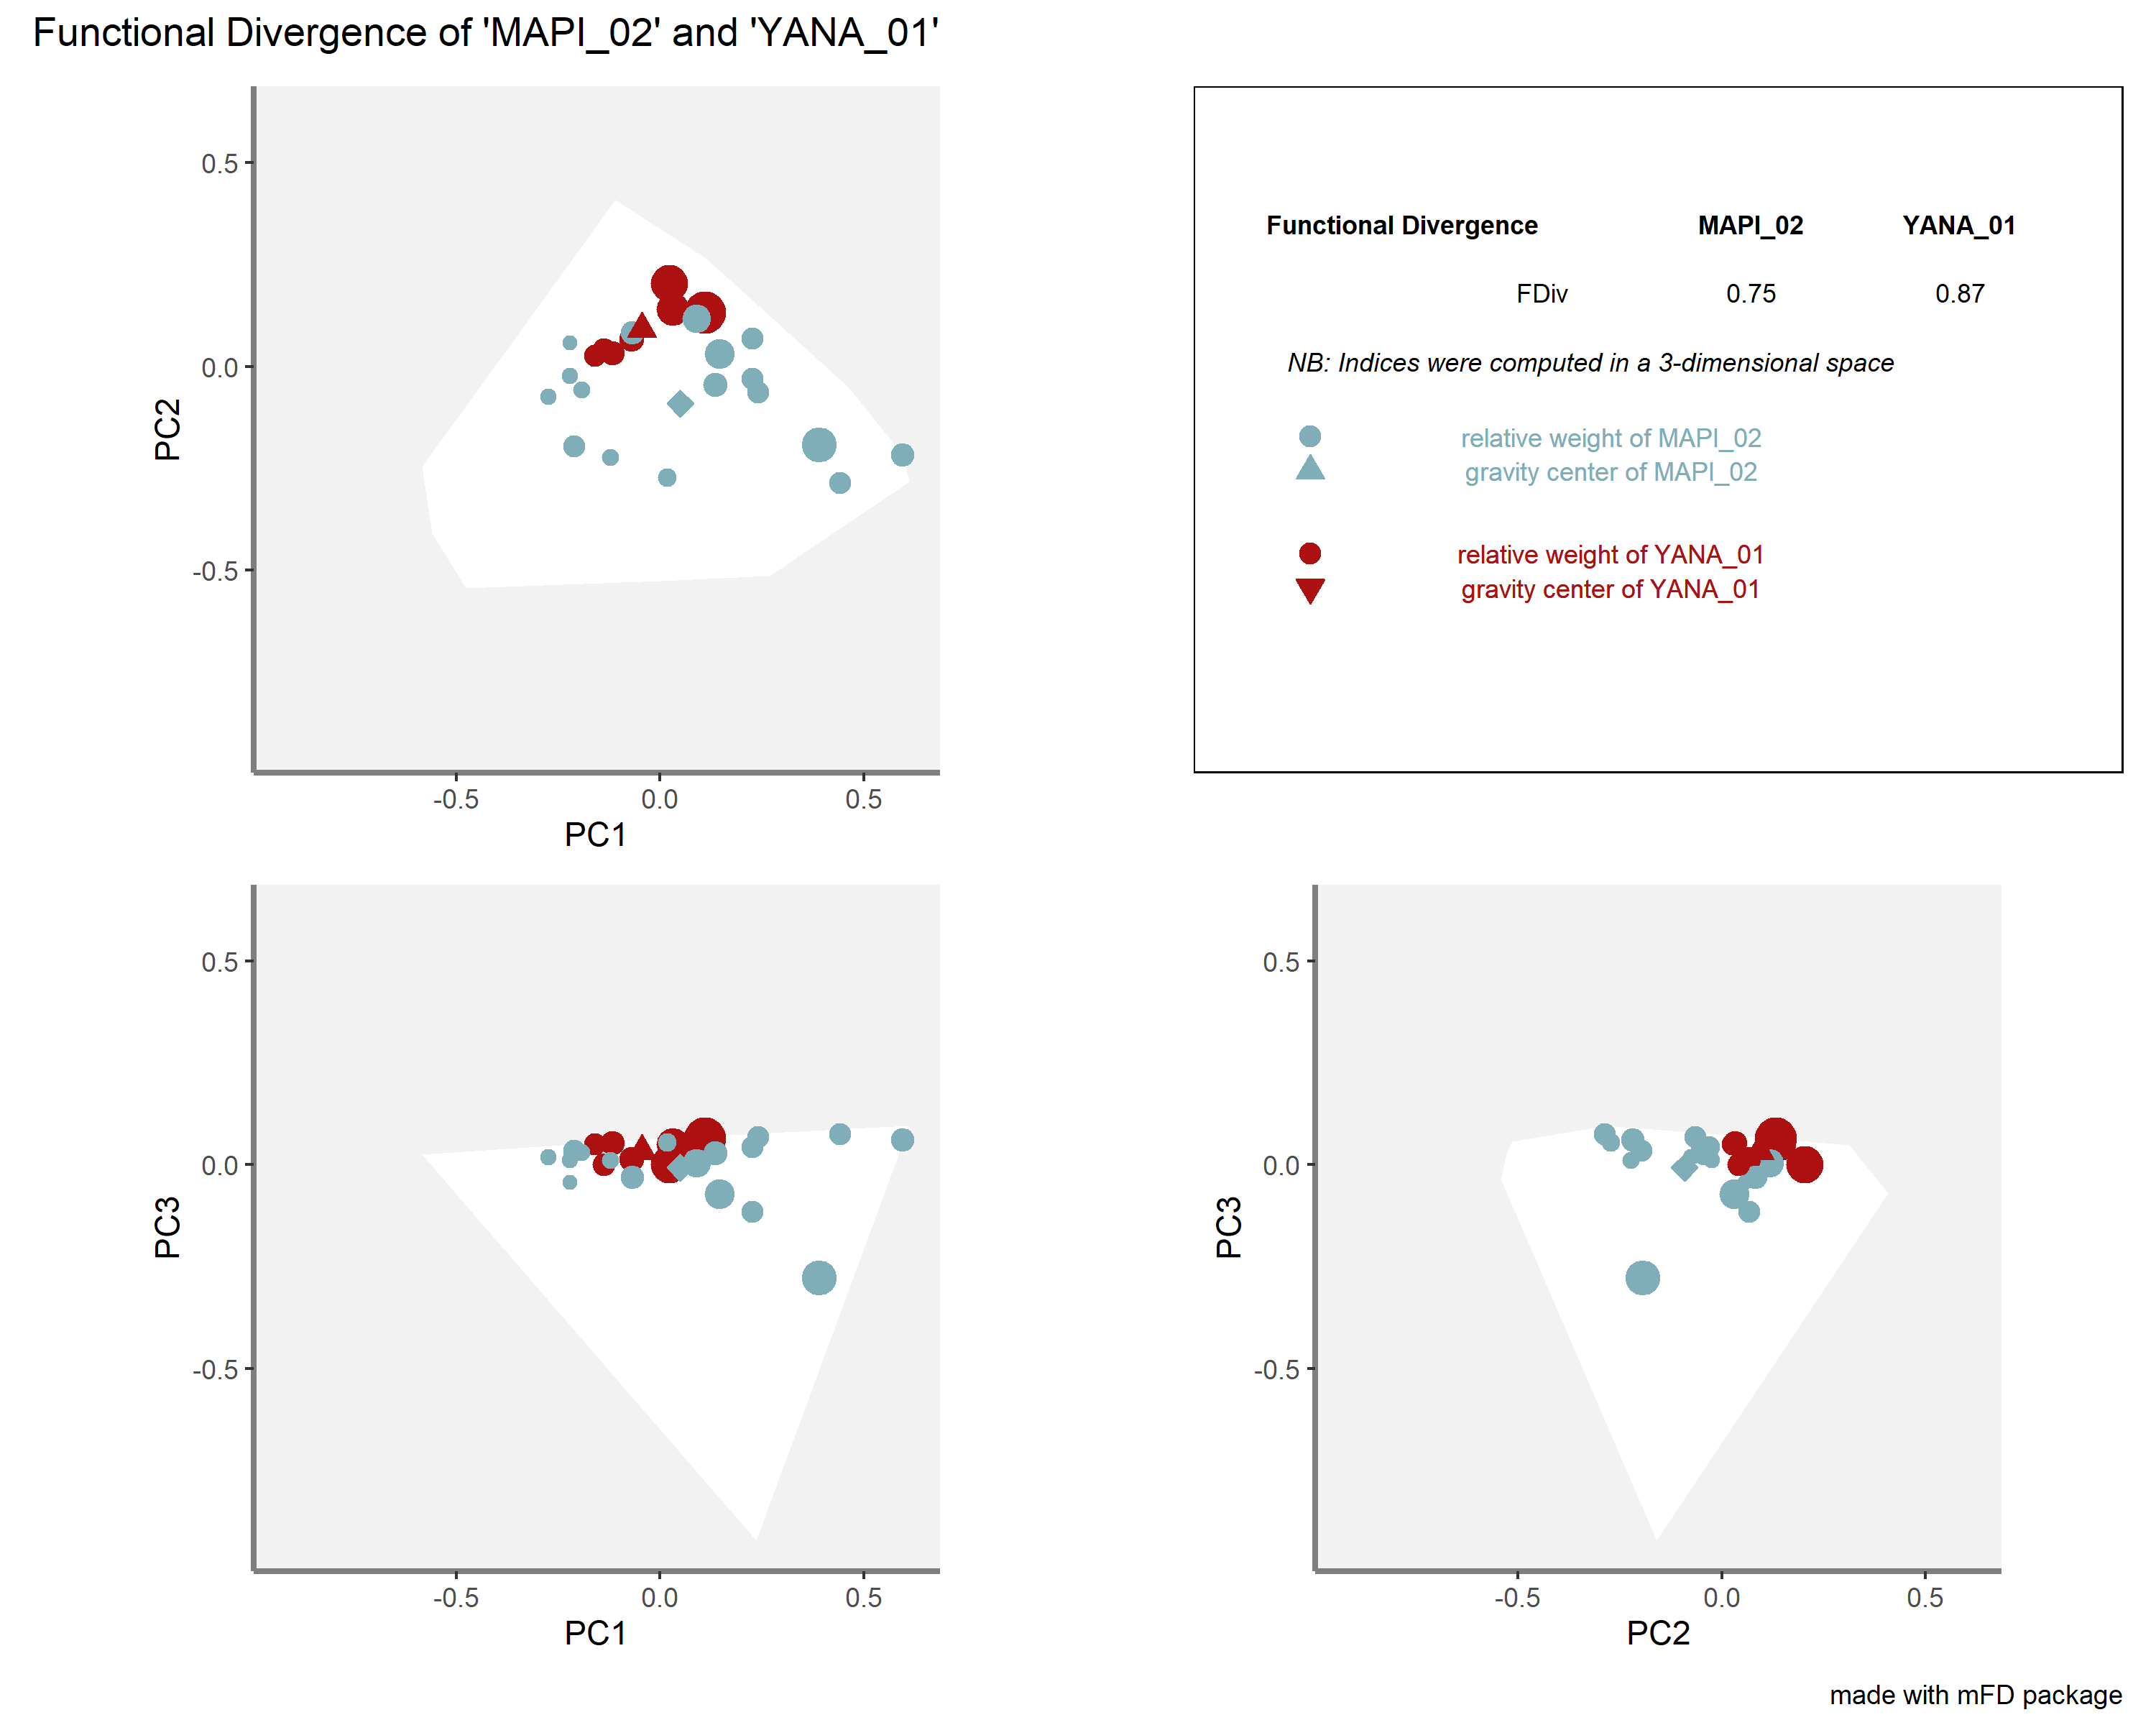 Functional Divergence of 'MAPI_02' and 'YANA_01'
0.5
0.0
-0.5
PC2
-0.5 0.0 0.5
PC1
Functional Divergence MAPI_02 YANA_01
FDiv 0.75 0.87
NB: Indices were computed in a 3-dimensional space
relative weight of MAPI_02
gravity center of MAPI_02
relative weight of YANA_01
gravity center of YANA_01
0.5
0.0
-0.5
PC3
-0.5 0.0 0.5
PC1
0.5
0.0
-0.5
PC3
-0.5 0.0 0.5
PC2
made with mFD package